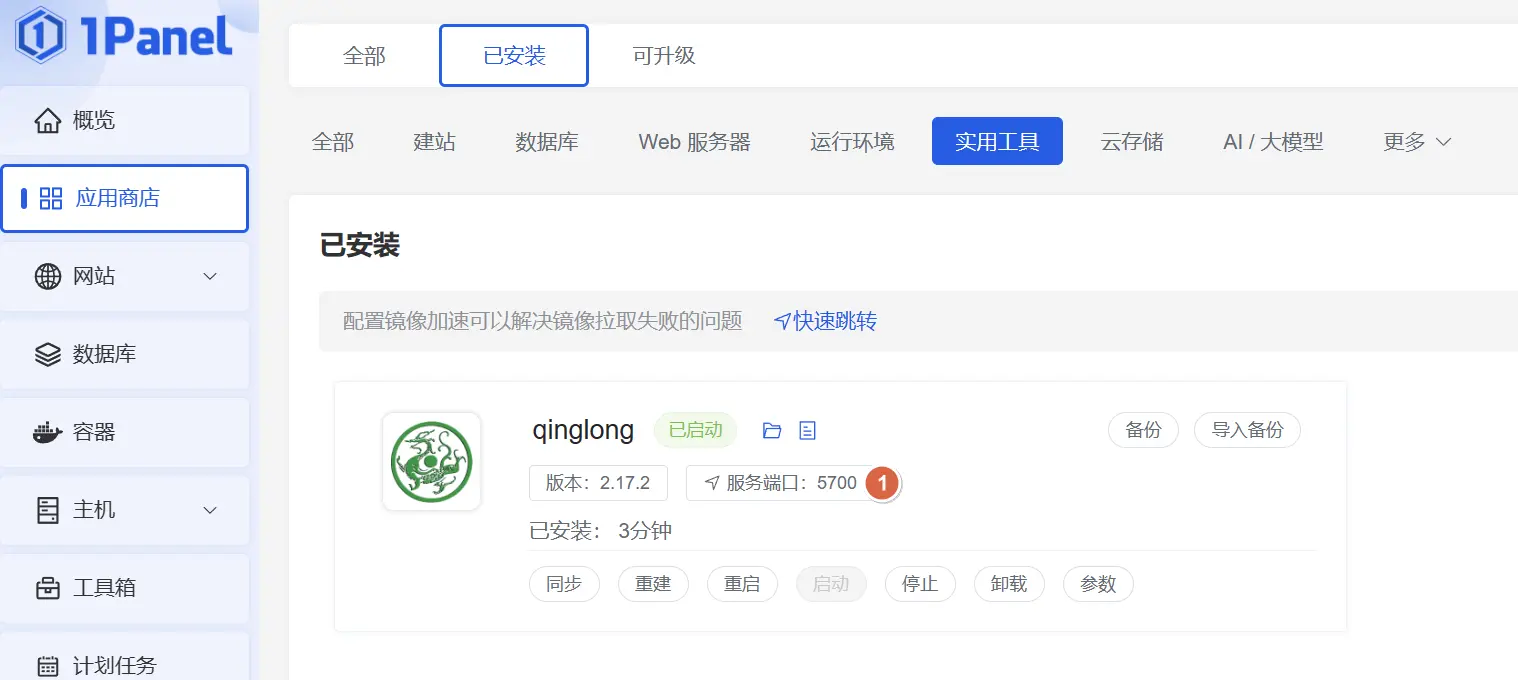 1Panel
全部 已安装 可升级
概览
全部 建站 数据库 Web 服务器 运行环境 实用工具 云存储 AI / 大模型 更多
应用商店
已安装
网站
配置镜像加速可以解决镜像拉取失败的问题 快速跳转
数据库
qinglong 已启动 备份 导入备份
容器
版本：2.17.2 服务端口：5700 1
主机
已安装： 3分钟
同步 重建 重启 启动 停止 卸载 参数
工具箱
计划任务